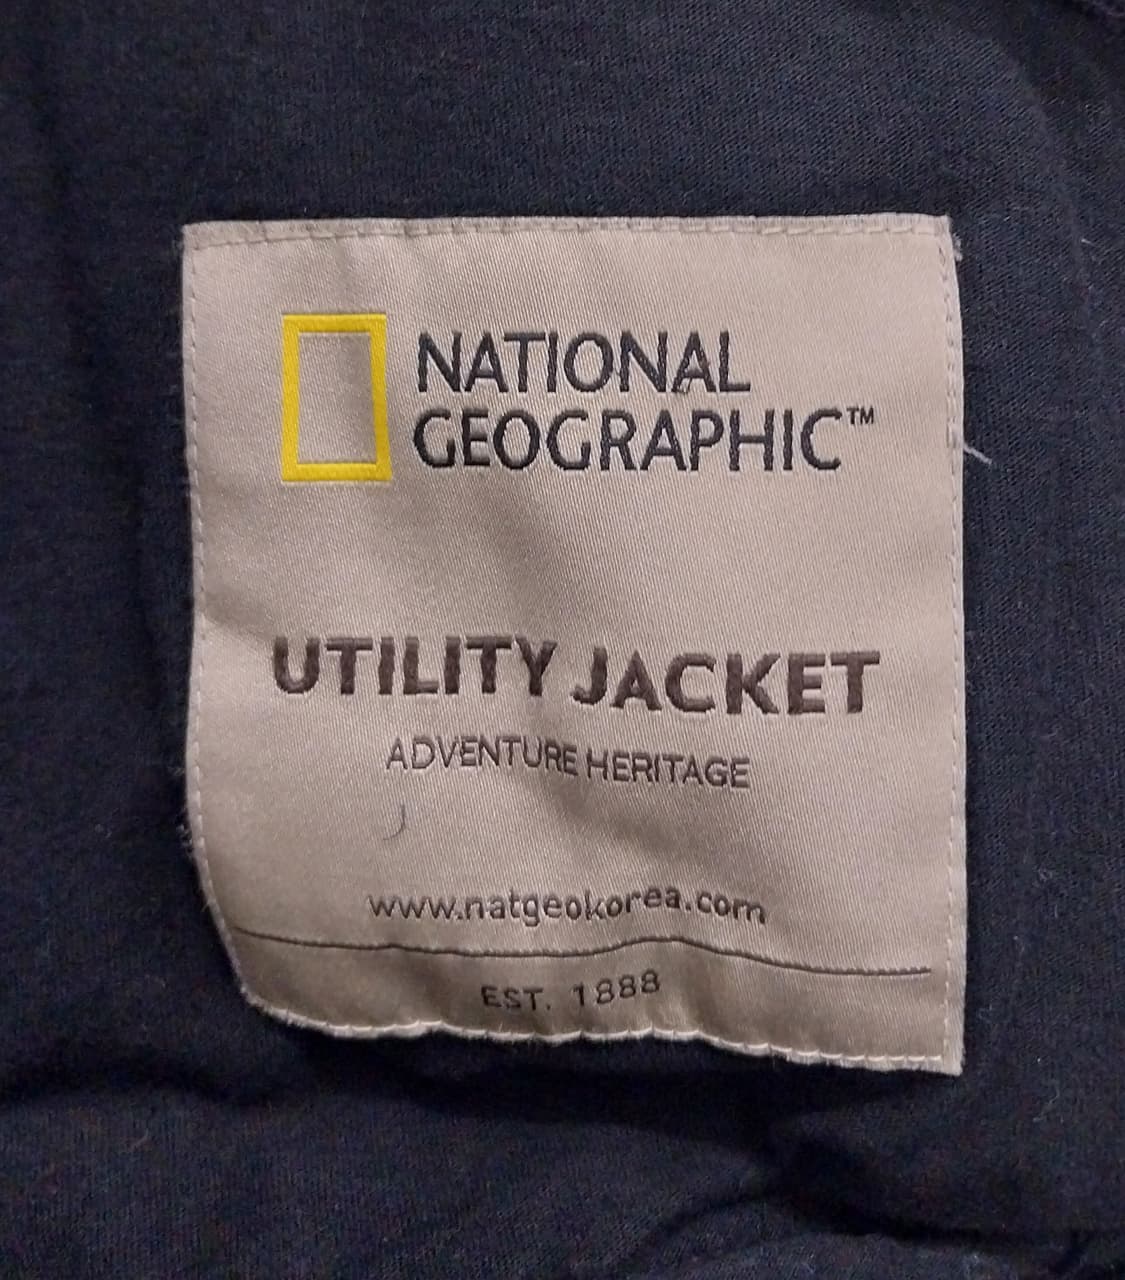 NATIONAL
GEOGRAPHIC™
UTILITY JACKET
ADVENTURE HERITAGE
www.natgeokorea.com
EST. 1888